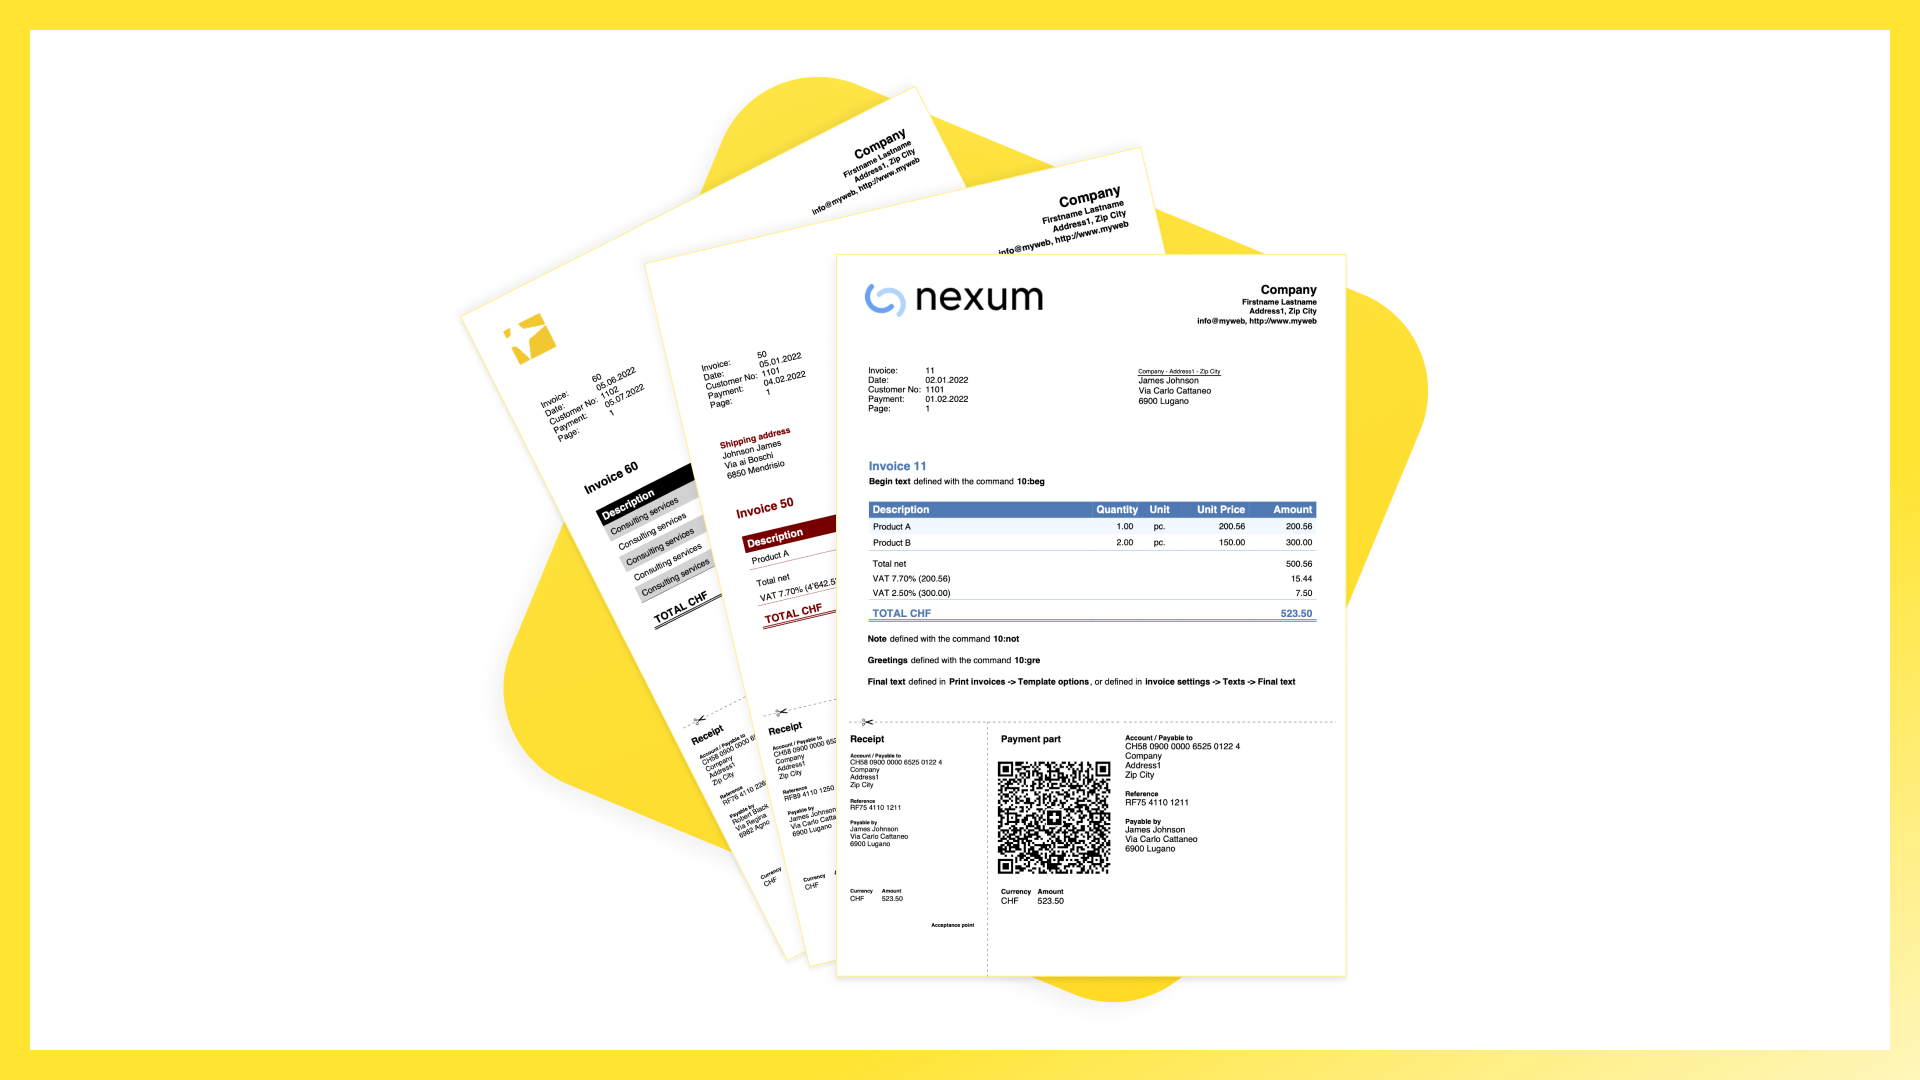 Company
Firstname Lastname
Address1, Zip City
info@myweb, http://www.myweb
Invoice: 60
Date: 05.06.2022
Customer No: 1102
Payment: 05.07.2022
Page: 1
Invoice 60
Description
Consulting services
Consulting services
Consulting services
Consulting services
Consulting services
TOTAL CHF
Receipt
Account / Payable to
CH58 0900 0000 6
Company
Address1
Zip City
Reference
RF76 4110 226
Payable by
Robert Black
Via Regina
6982 Agno
Currency
CHF
Company
Firstname Lastname
Address1, Zip City
info@myweb, http://www.myweb
Invoice: 50
Date: 05.01.2022
Customer No: 1101
Payment: 04.02.2022
Page: 1
Shipping address
Johnson James
Via ai Boschi
6850 Mendrisio
Invoice 50
Description
Product A
Total net
VAT 7.70% (4'642.5
TOTAL CHF
Receipt
Account / Payable to
CH58 0900 0000 652
Company
Address1
Zip City
Reference
RF89 4110 1250
Payable by
James Johnson
Via Carlo Catta
6900 Lugano
Currency
CHF
nexum
Company
Firstname Lastname
Address1, Zip City
info@myweb, http://www.myweb
Invoice: 11
Date: 02.01.2022
Customer No: 1101
Payment: 01.02.2022
Page: 1
Company - Address1 - Zip City
James Johnson
Via Carlo Cattaneo
6900 Lugano
Invoice 11
Begin text defined with the command 10:beg
Description Quantity Unit Unit Price Amount
Product A 1.00 pc. 200.56 200.56
Product B 2.00 pc. 150.00 300.00
Total net 500.56
VAT 7.70% (200.56) 15.44
VAT 2.50% (300.00) 7.50
TOTAL CHF 523.50
Note defined with the command 10:not
Greetings defined with the command 10:gre
Final text defined in Print invoices -> Template options, or defined in invoice settings -> Texts -> Final text
Receipt
Account / Payable to
CH58 0900 0000 6525 0122 4
Company
Address1
Zip City
Reference
RF75 4110 1211
Payable by
James Johnson
Via Carlo Cattaneo
6900 Lugano
Currency Amount
CHF 523.50
Acceptance point
Payment part
Currency Amount
CHF 523.50
Account / Payable to
CH58 0900 0000 6525 0122 4
Company
Address1
Zip City
Reference
RF75 4110 1211
Payable by
James Johnson
Via Carlo Cattaneo
6900 Lugano